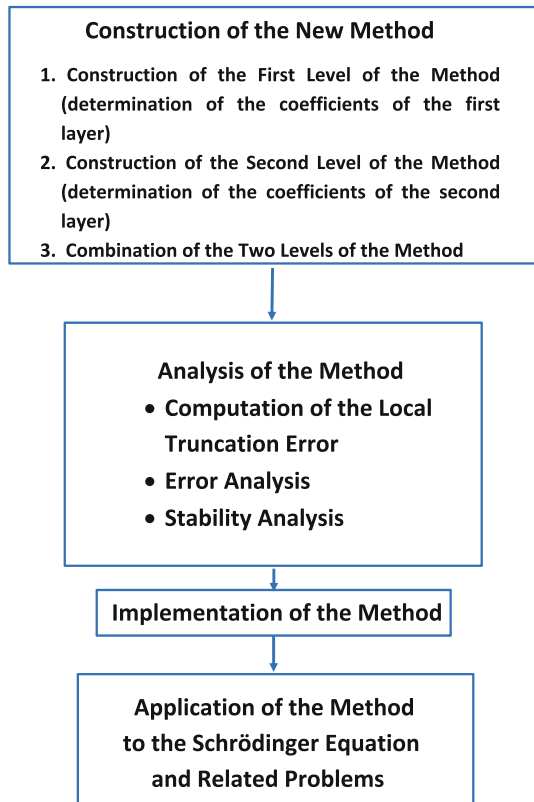 Construction of the New Method
1. Construction of the First Level of the Method
(determination of the coefficients of the first
layer)
2. Construction of the Second Level of the Method
(determination of the coefficients of the second
layer)
3. Combination of the Two Levels of the Method
Analysis of the Method
• Computation of the Local
Truncation Error
• Error Analysis
• Stability Analysis
Implementation of the Method
Application of the Method
to the Schrödinger Equation
and Related Problems